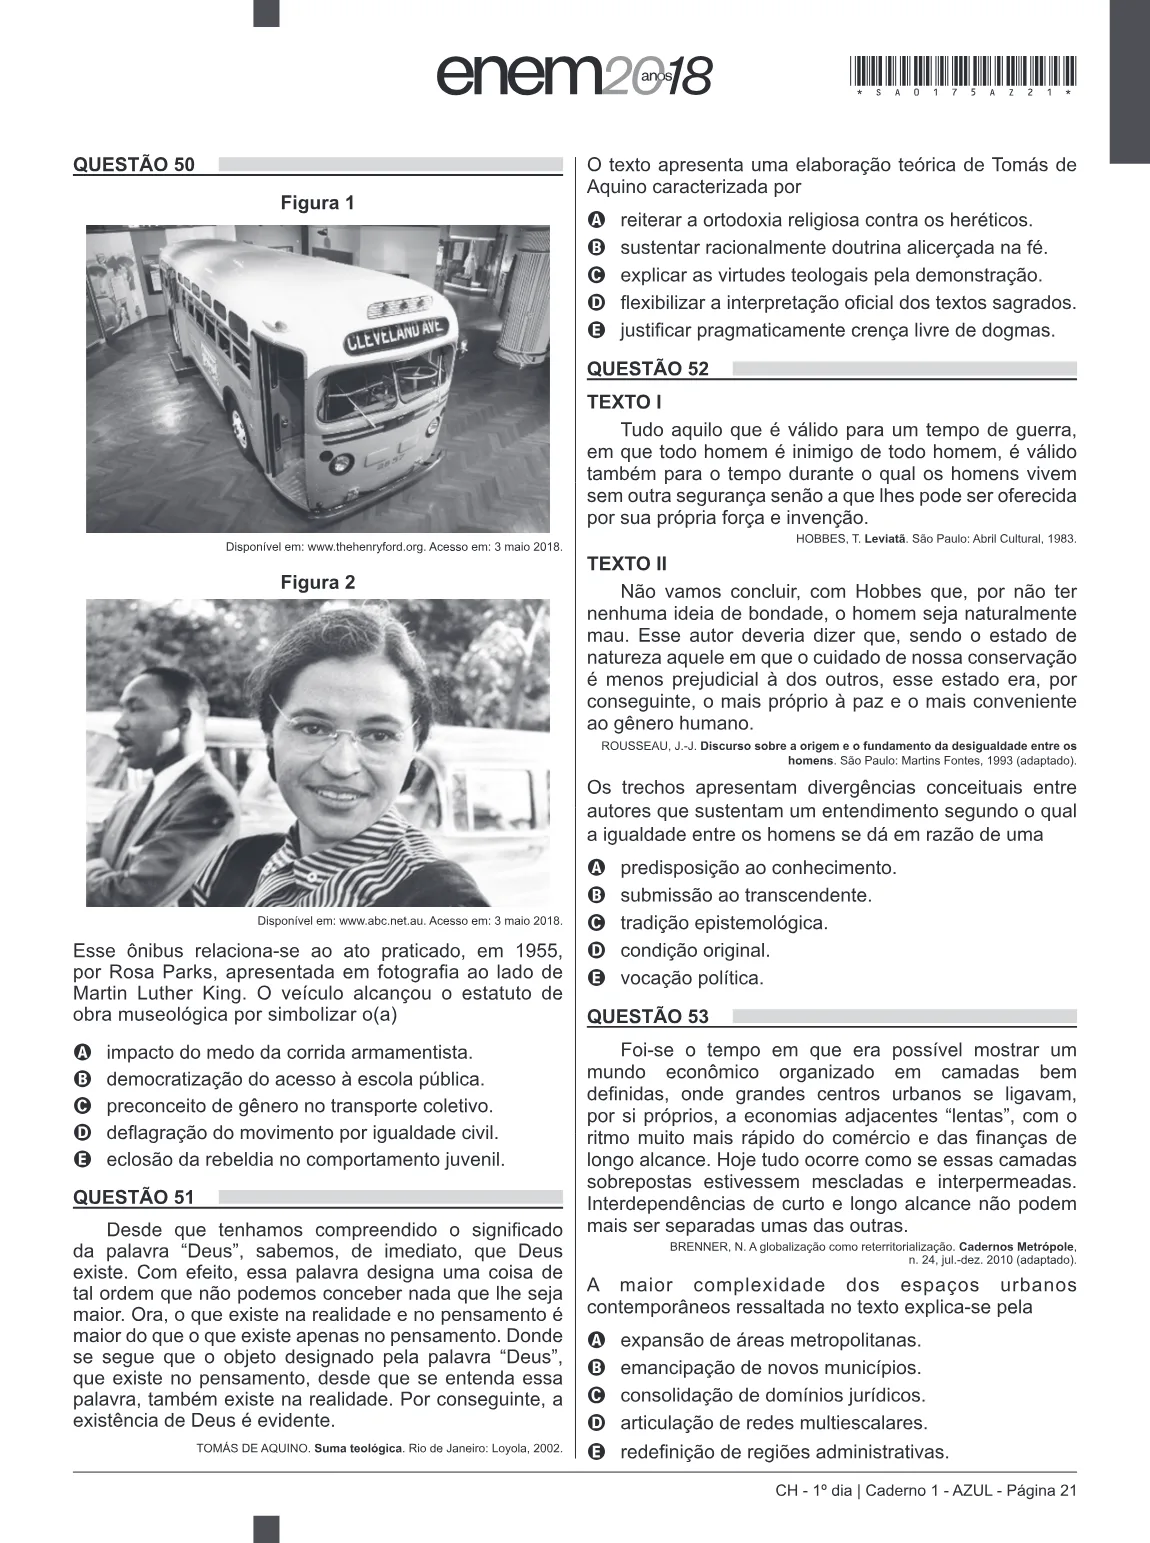 enem20anos18
*SA0175AZ21*
QUESTÃO 50
Figura 1
CLEVELAND AVE
Disponível em: www.thehenryford.org. Acesso em: 3 maio 2018.
Figura 2
Disponível em: www.abc.net.au. Acesso em: 3 maio 2018.
Esse ônibus relaciona-se ao ato praticado, em 1955,
por Rosa Parks, apresentada em fotografia ao lado de
Martin Luther King. O veículo alcançou o estatuto de
obra museológica por simbolizar o(a)
A impacto do medo da corrida armamentista.
B democratização do acesso à escola pública.
C preconceito de gênero no transporte coletivo.
D deflagração do movimento por igualdade civil.
E eclosão da rebeldia no comportamento juvenil.
QUESTÃO 51
Desde que tenhamos compreendido o significado
da palavra “Deus”, sabemos, de imediato, que Deus
existe. Com efeito, essa palavra designa uma coisa de
tal ordem que não podemos conceber nada que lhe seja
maior. Ora, o que existe na realidade e no pensamento é
maior do que o que existe apenas no pensamento. Donde
se segue que o objeto designado pela palavra “Deus”,
que existe no pensamento, desde que se entenda essa
palavra, também existe na realidade. Por conseguinte, a
existência de Deus é evidente.
TOMÁS DE AQUINO. Suma teológica. Rio de Janeiro: Loyola, 2002.
O texto apresenta uma elaboração teórica de Tomás de
Aquino caracterizada por
A reiterar a ortodoxia religiosa contra os heréticos.
B sustentar racionalmente doutrina alicerçada na fé.
C explicar as virtudes teologais pela demonstração.
D flexibilizar a interpretação oficial dos textos sagrados.
E justificar pragmaticamente crença livre de dogmas.
QUESTÃO 52
TEXTO I
Tudo aquilo que é válido para um tempo de guerra,
em que todo homem é inimigo de todo homem, é válido
também para o tempo durante o qual os homens vivem
sem outra segurança senão a que lhes pode ser oferecida
por sua própria força e invenção.
HOBBES, T. Leviatã. São Paulo: Abril Cultural, 1983.
TEXTO II
Não vamos concluir, com Hobbes que, por não ter
nenhuma ideia de bondade, o homem seja naturalmente
mau. Esse autor deveria dizer que, sendo o estado de
natureza aquele em que o cuidado de nossa conservação
é menos prejudicial à dos outros, esse estado era, por
conseguinte, o mais próprio à paz e o mais conveniente
ao gênero humano.
ROUSSEAU, J.-J. Discurso sobre a origem e o fundamento da desigualdade entre os
homens. São Paulo: Martins Fontes, 1993 (adaptado).
Os trechos apresentam divergências conceituais entre
autores que sustentam um entendimento segundo o qual
a igualdade entre os homens se dá em razão de uma
A predisposição ao conhecimento.
B submissão ao transcendente.
C tradição epistemológica.
D condição original.
E vocação política.
QUESTÃO 53
Foi-se o tempo em que era possível mostrar um
mundo econômico organizado em camadas bem
definidas, onde grandes centros urbanos se ligavam,
por si próprios, a economias adjacentes “lentas”, com o
ritmo muito mais rápido do comércio e das finanças de
longo alcance. Hoje tudo ocorre como se essas camadas
sobrepostas estivessem mescladas e interpermeadas.
Interdependências de curto e longo alcance não podem
mais ser separadas umas das outras.
BRENNER, N. A globalização como reterritorialização. Cadernos Metrópole,
n. 24, jul.-dez. 2010 (adaptado).
A maior complexidade dos espaços urbanos
contemporâneos ressaltada no texto explica-se pela
A expansão de áreas metropolitanas.
B emancipação de novos municípios.
C consolidação de domínios jurídicos.
D articulação de redes multiescalares.
E redefinição de regiões administrativas.
CH - 1º dia | Caderno 1 - AZUL - Página 21